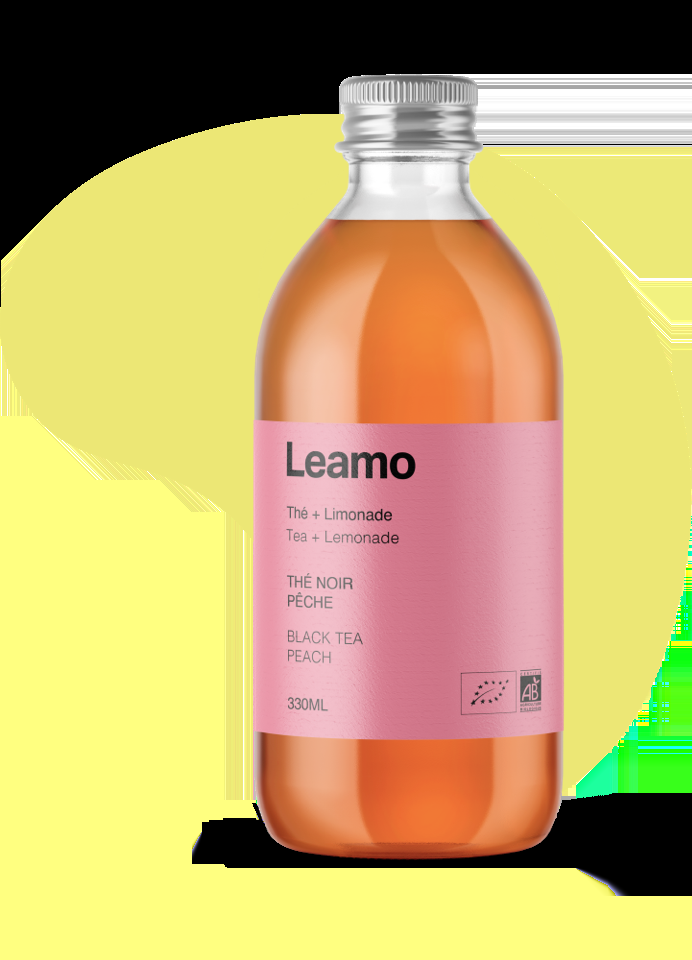 Leamo
Thé + Limonade
Tea + Lemonade
THÉ NOIR
PÊCHE
BLACK TEA
PEACH
330ML
AB